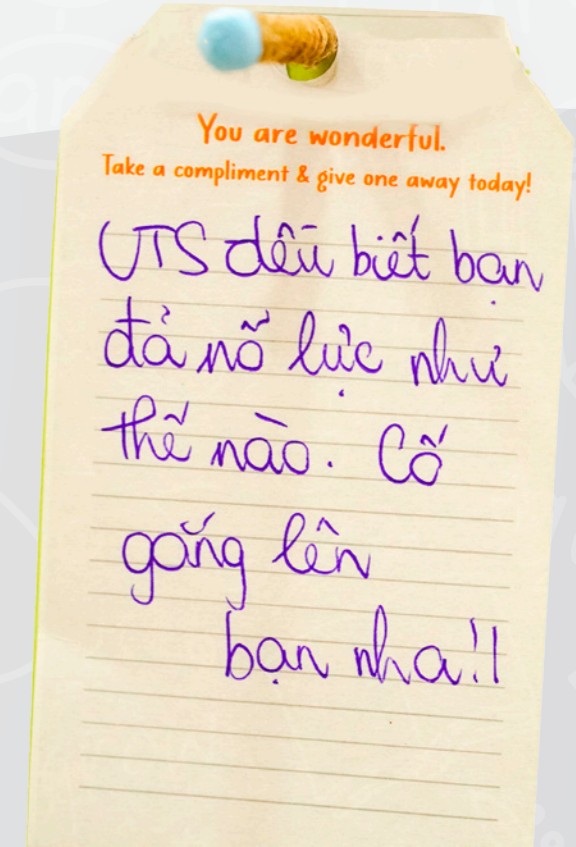 You are wonderful.
Take a compliment & give one away today!
UTS đều biết bạn
đã nỗ lực như
thế nào. Cố
gắng lên
bạn nha!!